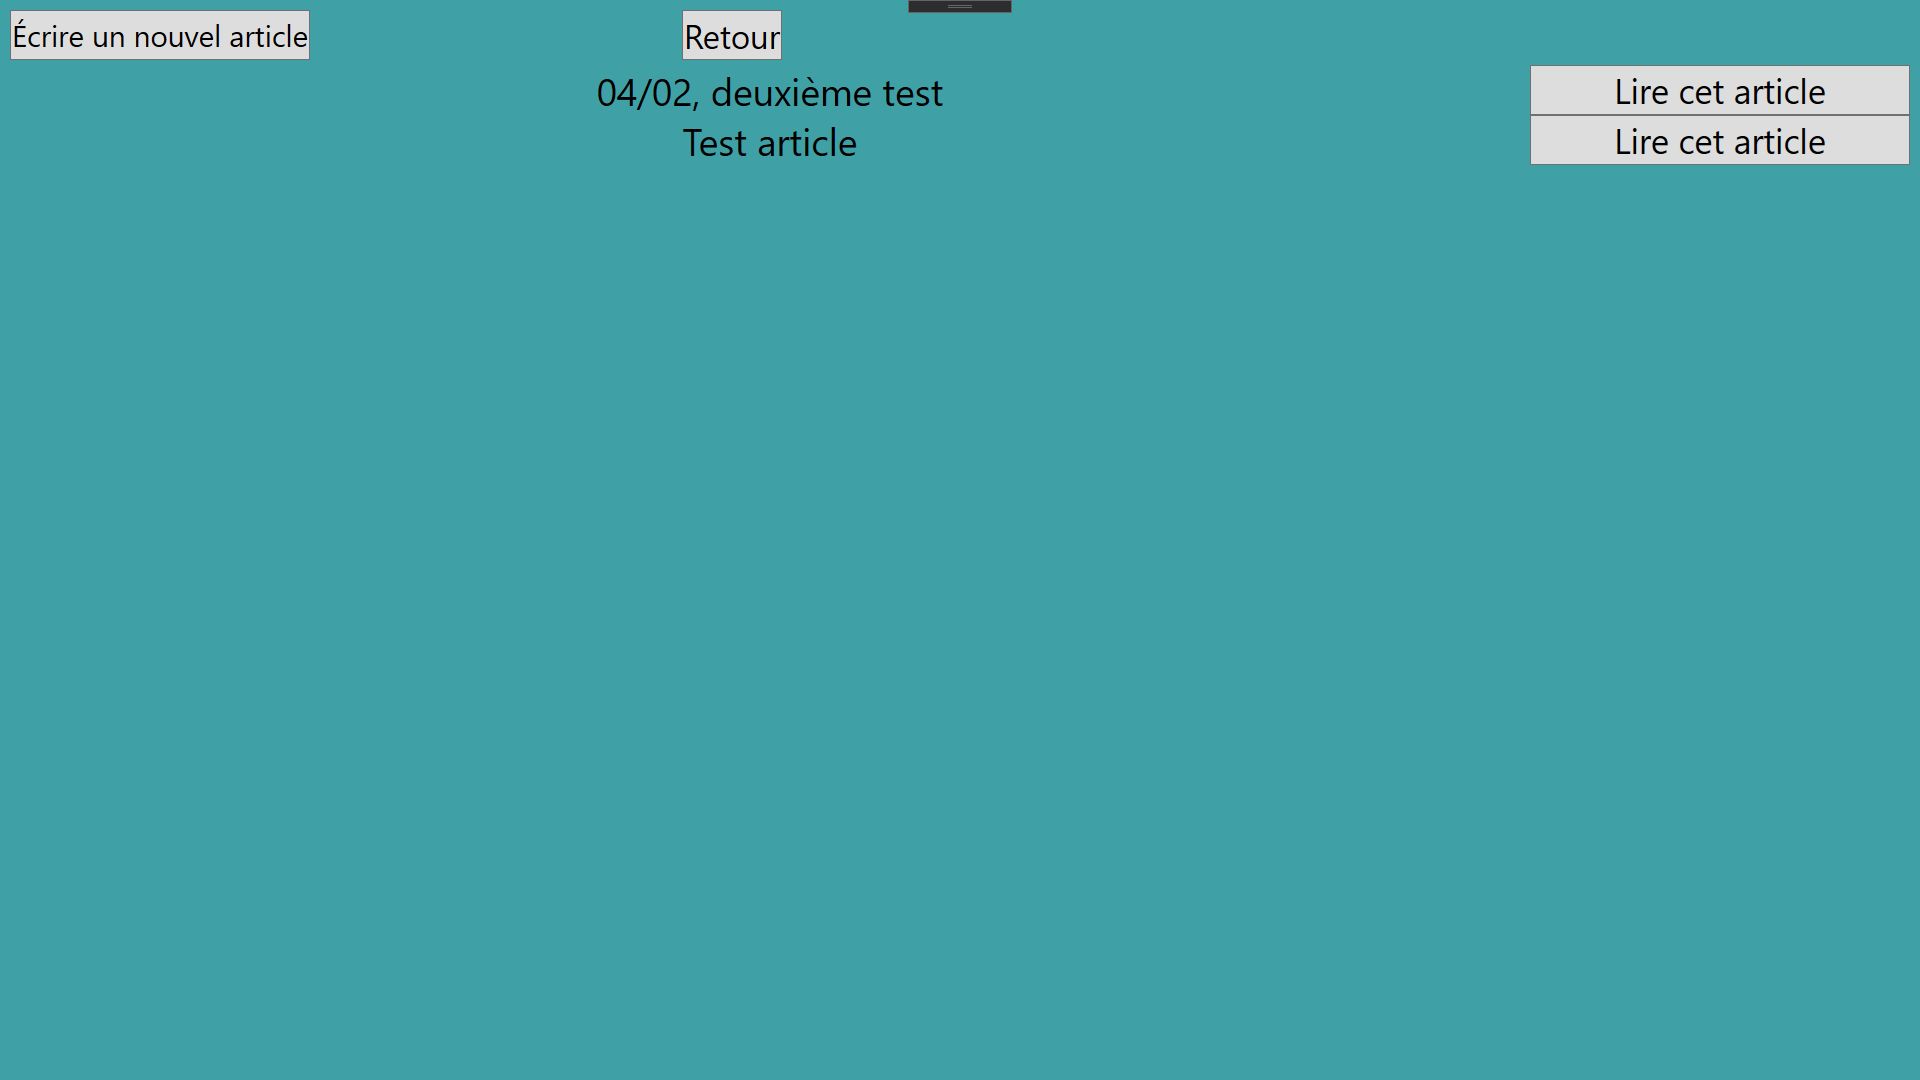 Écrire un nouvel article
Retour
04/02, deuxième test
Lire cet article
Test article
Lire cet article